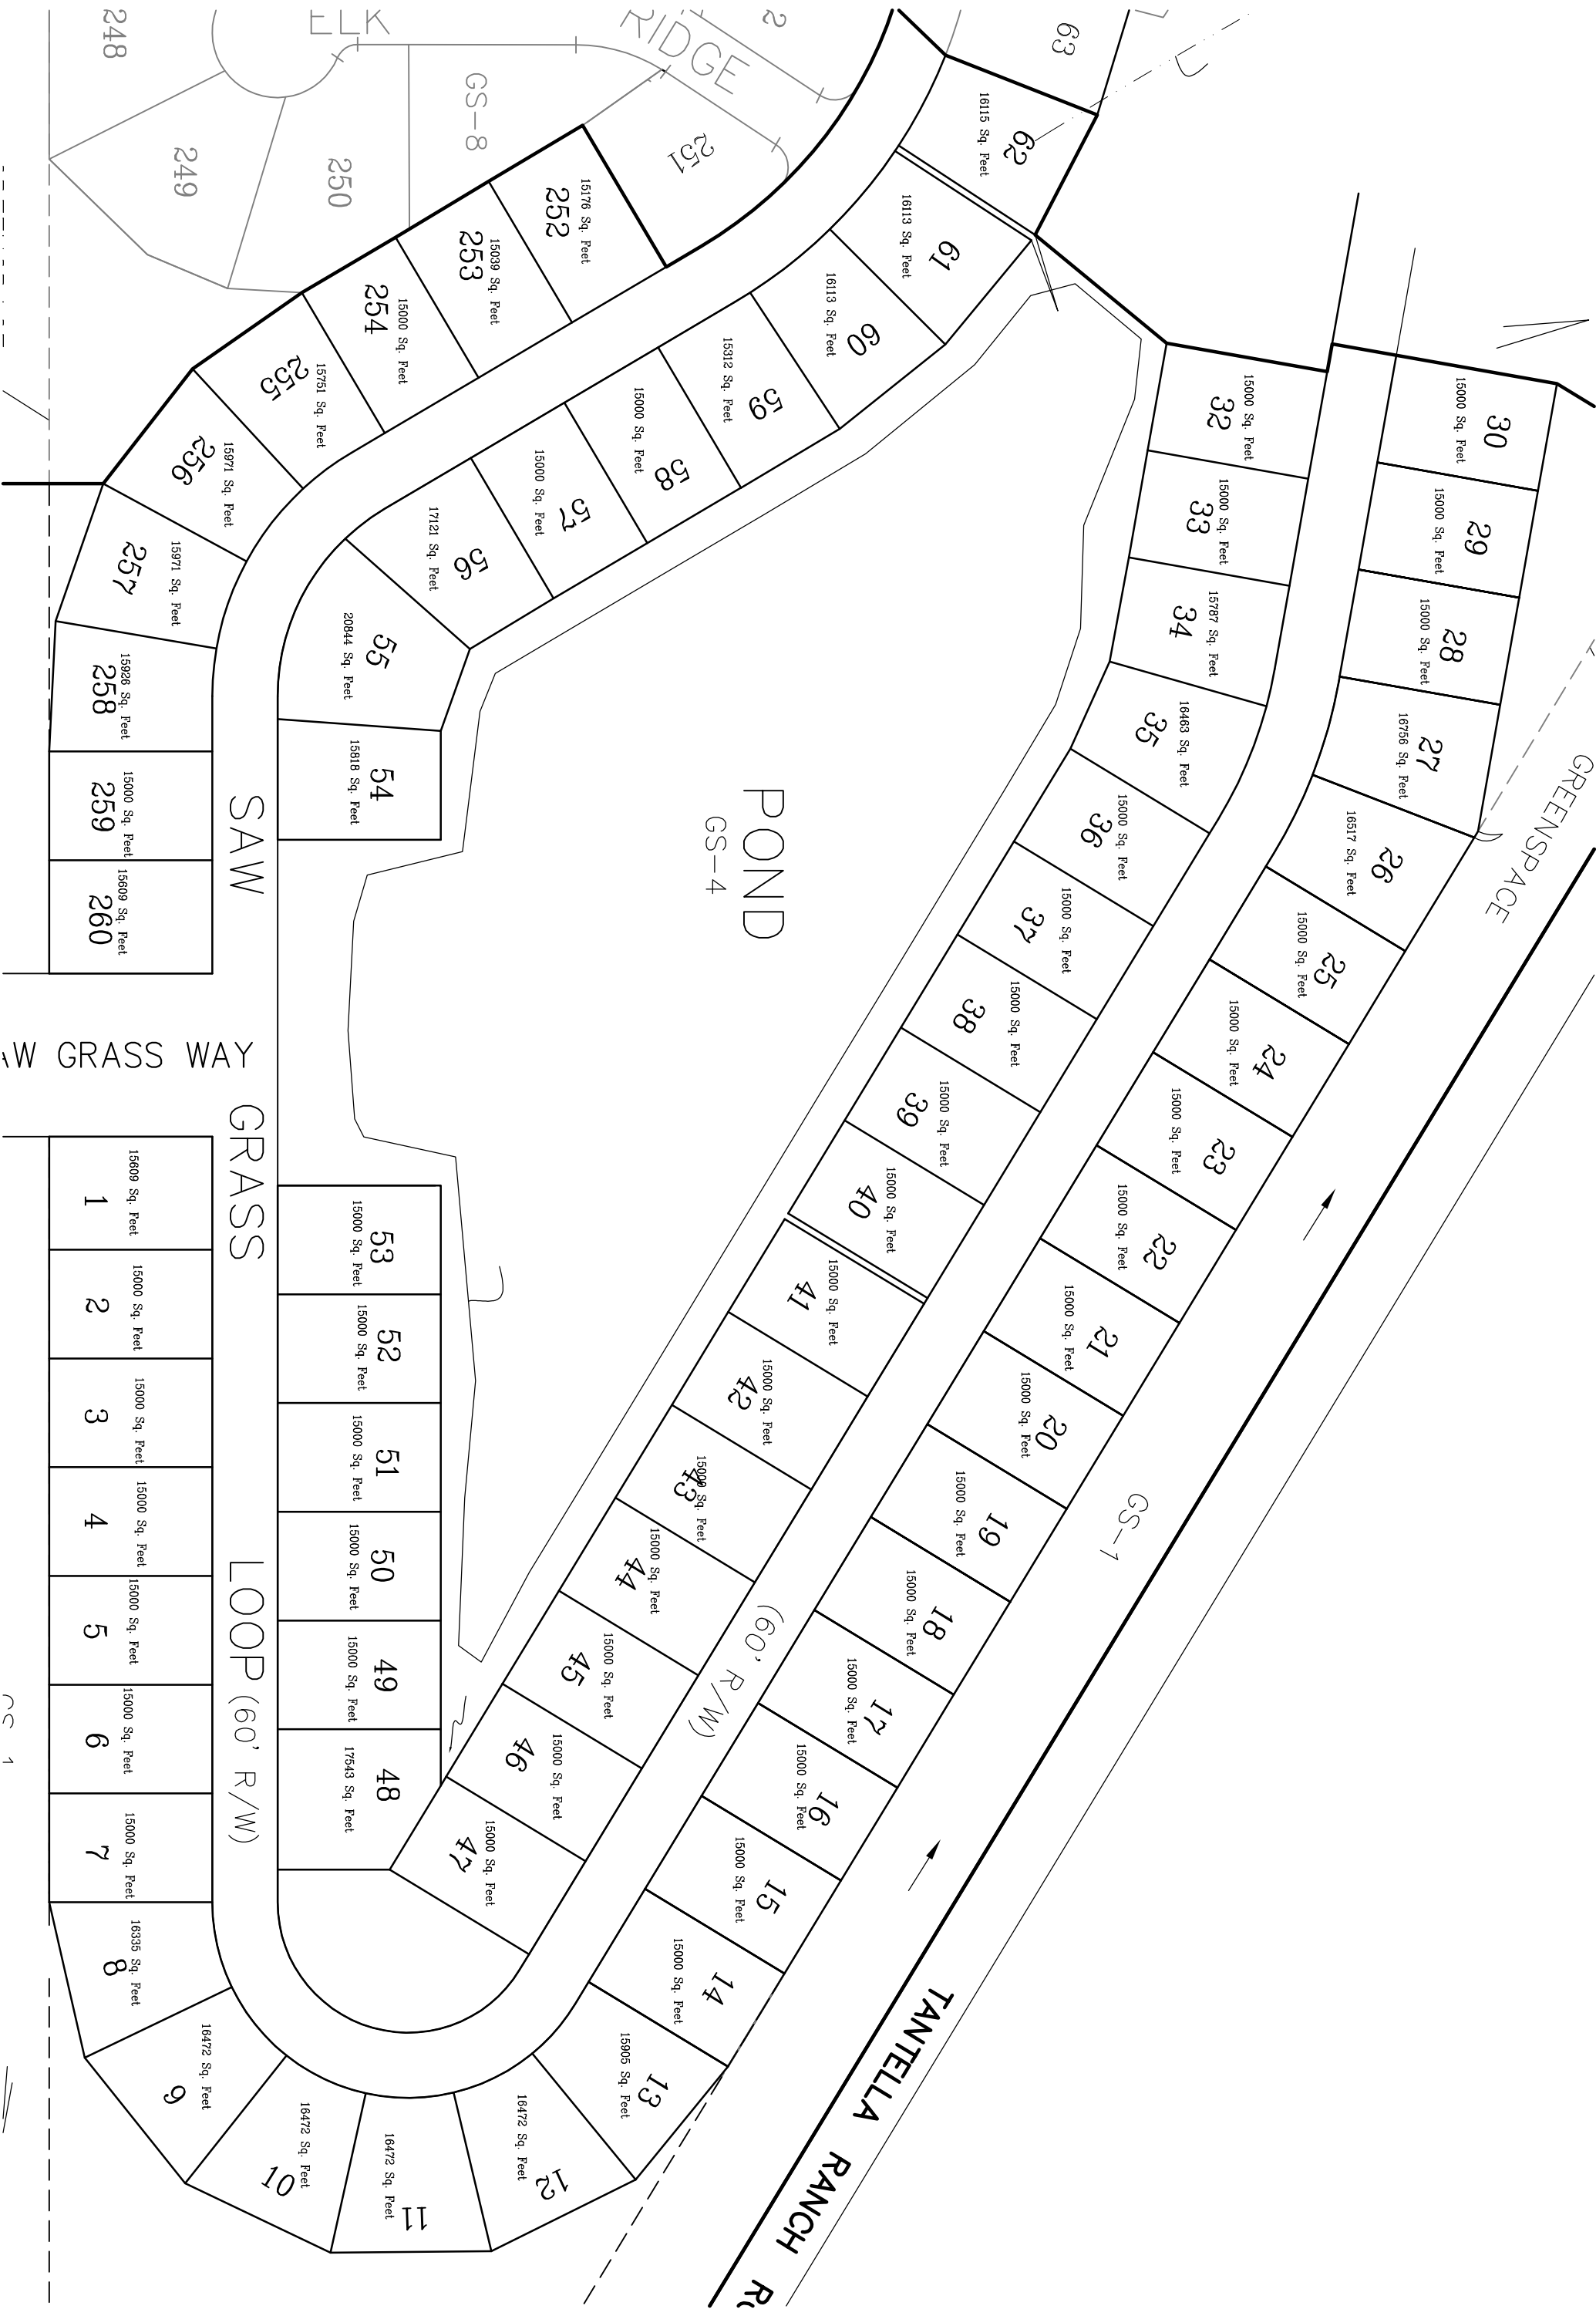 248
ELK
RIDGE
2
63
GS-8
249
250
251
62
16115 Sq. Feet
61
16113 Sq. Feet
60
16113 Sq. Feet
59
15312 Sq. Feet
58
15000 Sq. Feet
57
15000 Sq. Feet
56
17121 Sq. Feet
55
20844 Sq. Feet
54
15818 Sq. Feet
15176 Sq. Feet
252
15039 Sq. Feet
253
15000 Sq. Feet
254
15751 Sq. Feet
255
15971 Sq. Feet
256
15971 Sq. Feet
257
15926 Sq. Feet
258
15000 Sq. Feet
259
15609 Sq. Feet
260
30
15000 Sq. Feet
29
15000 Sq. Feet
28
15000 Sq. Feet
27
16756 Sq. Feet
26
16517 Sq. Feet
25
15000 Sq. Feet
24
15000 Sq. Feet
23
15000 Sq. Feet
22
15000 Sq. Feet
21
15000 Sq. Feet
20
15000 Sq. Feet
19
15000 Sq. Feet
18
15000 Sq. Feet
17
15000 Sq. Feet
16
15000 Sq. Feet
15
15000 Sq. Feet
14
15000 Sq. Feet
13
15905 Sq. Feet
12
16472 Sq. Feet
11
16472 Sq. Feet
10
16472 Sq. Feet
9
16472 Sq. Feet
8
16335 Sq. Feet
15000 Sq. Feet
32
15000 Sq. Feet
33
15787 Sq. Feet
34
16463 Sq. Feet
35
15000 Sq. Feet
36
15000 Sq. Feet
37
15000 Sq. Feet
38
15000 Sq. Feet
39
15000 Sq. Feet
40
15000 Sq. Feet
41
15000 Sq. Feet
42
15000 Sq. Feet
43
15000 Sq. Feet
44
15000 Sq. Feet
45
15000 Sq. Feet
46
15000 Sq. Feet
47
POND
GS-4
GREENSPACE
GS-1
SAW GRASS LOOP (60' R/W)
(60' R/W)
AW GRASS WAY
15609 Sq. Feet
1
15000 Sq. Feet
2
15000 Sq. Feet
3
15000 Sq. Feet
4
15000 Sq. Feet
5
15000 Sq. Feet
6
15000 Sq. Feet
7
53
15000 Sq. Feet
52
15000 Sq. Feet
51
15000 Sq. Feet
50
15000 Sq. Feet
49
15000 Sq. Feet
48
17543 Sq. Feet
TANTELLA RANCH